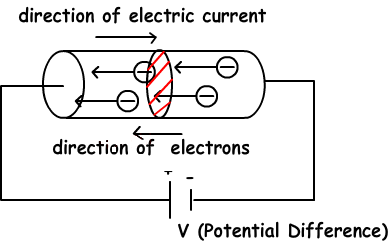 direction of electric current
direction of electrons
+ -
V (Potential Difference)